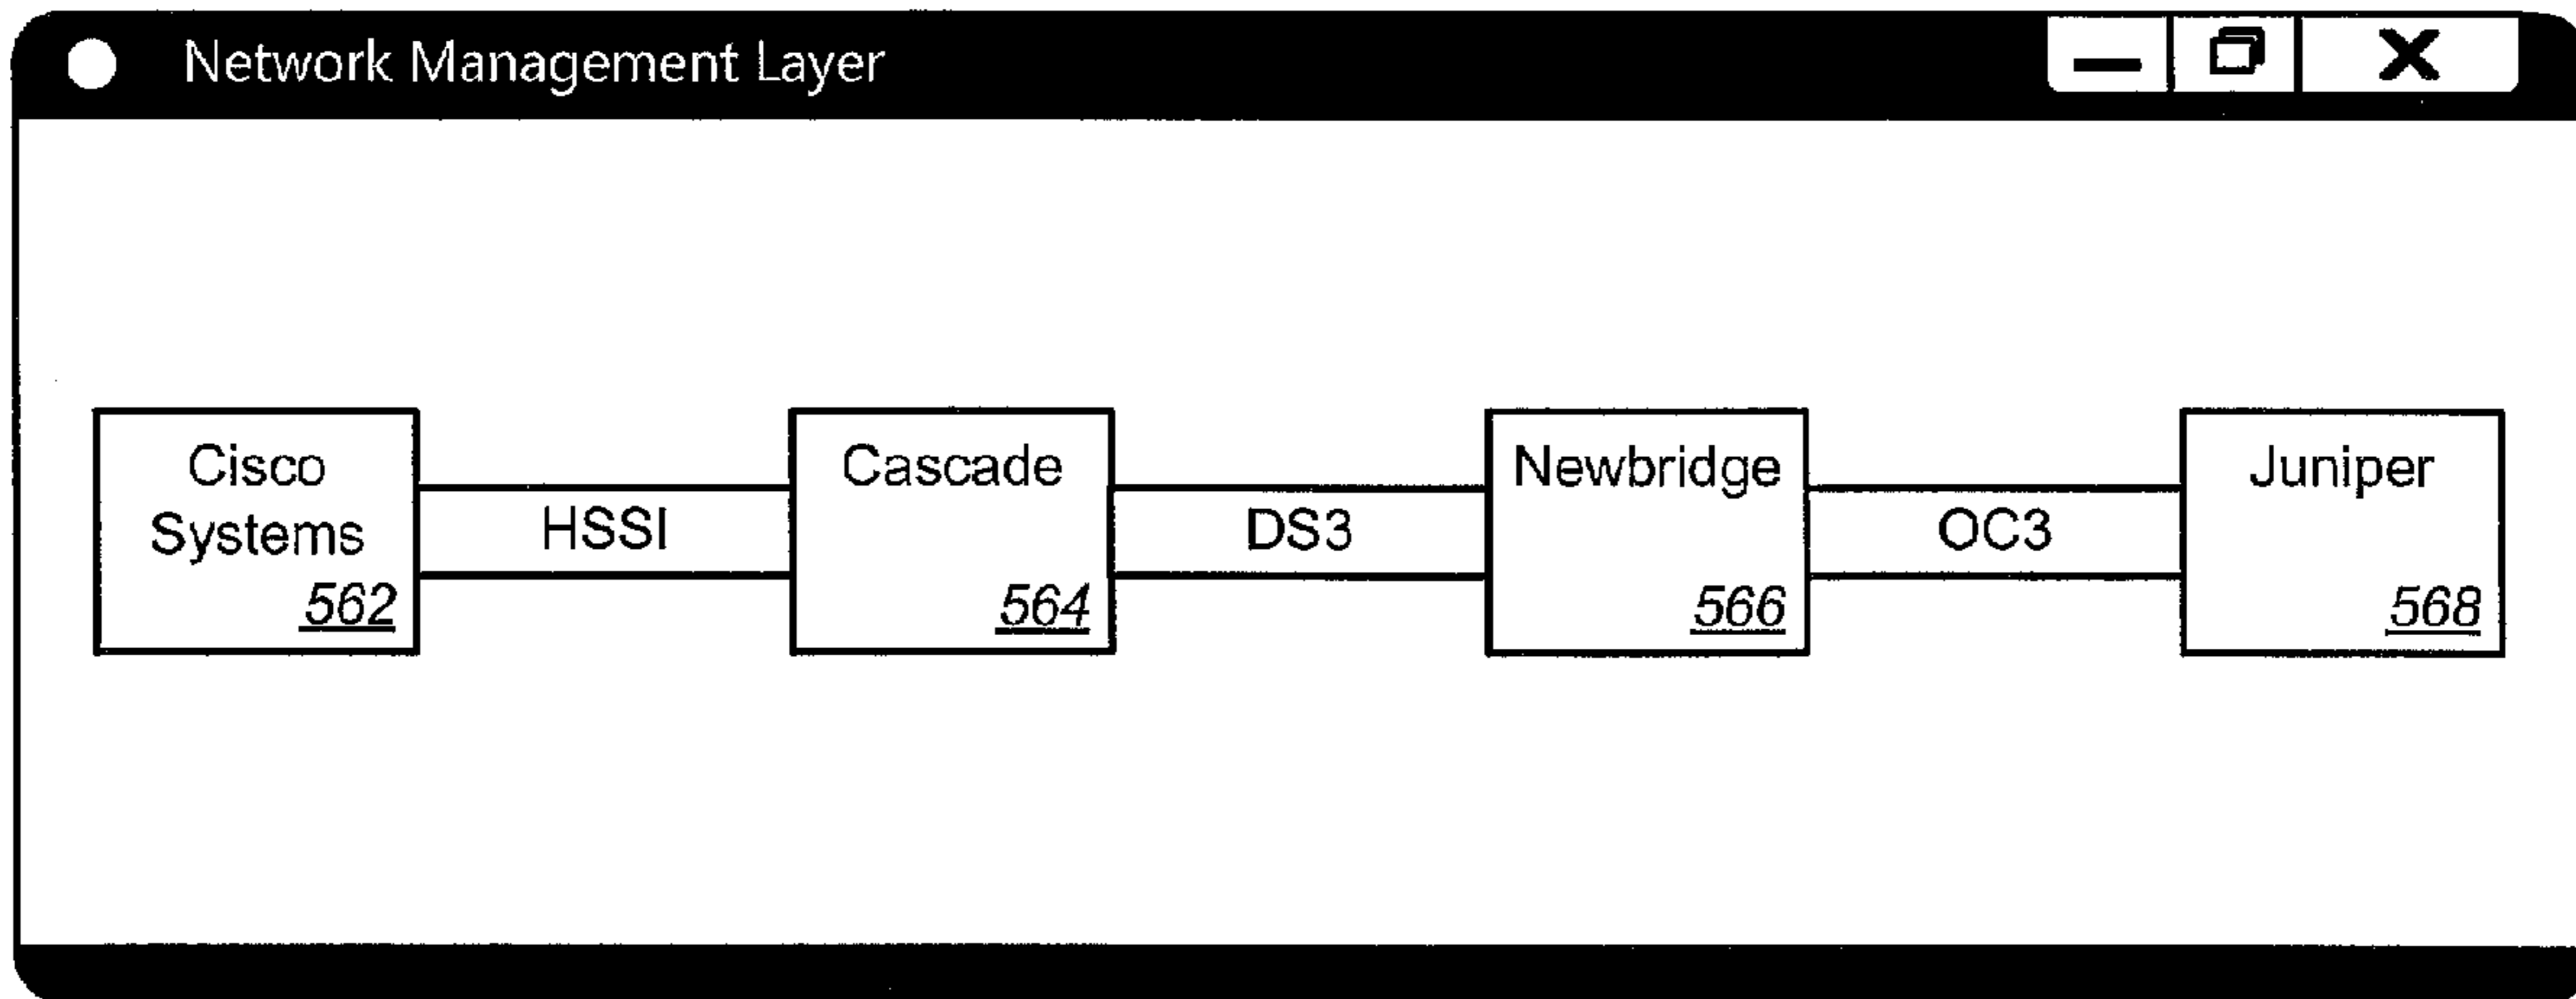 Network Management Layer
Cisco
Systems
562
HSSI
Cascade
564
DS3
Newbridge
566
OC3
Juniper
568